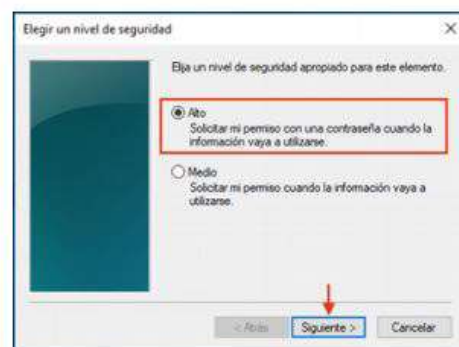 Elegir un nivel de seguridad
Elija un nivel de seguridad apropiado para este elemento.
Alto
Solicitar mi permiso con una contraseña cuando la
información vaya a utilizarse.
Medio
Solicitar mi permiso cuando la información vaya a
utilizarse.
< Atrás Siguiente > Cancelar